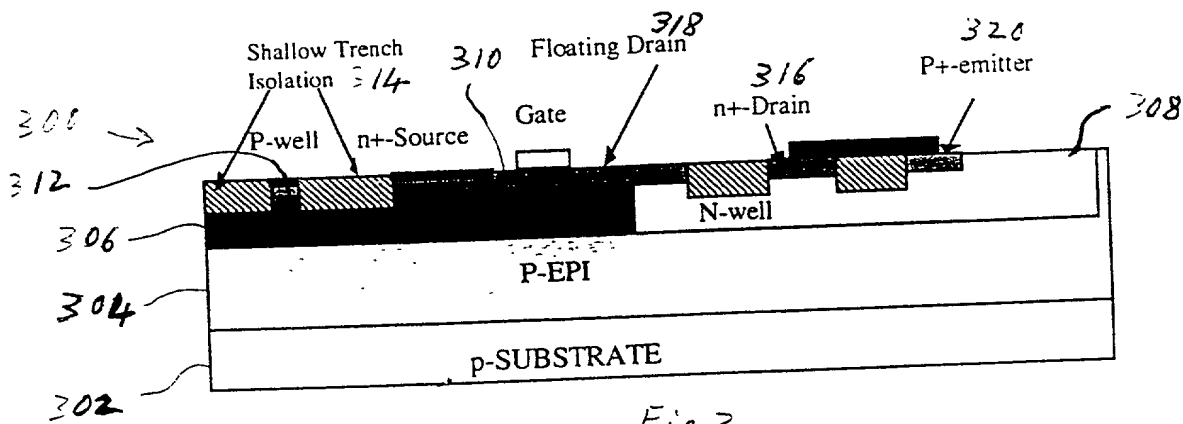 Shallow Trench
Isolation 314
310
Floating Drain 318
320
P+-emitter
316
n+-Drain
308
300
P-well
n+-Source
Gate
312
306
N-well
P-EPI
304
p-SUBSTRATE
302